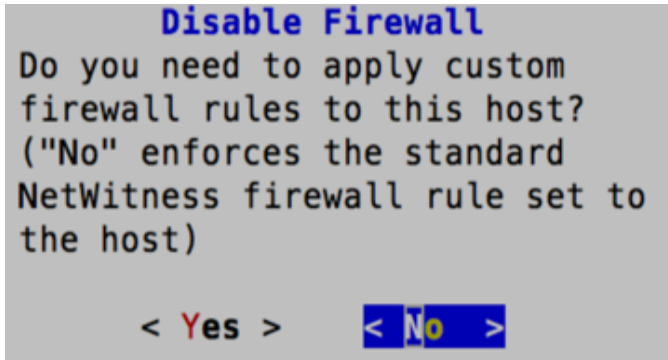 Disable Firewall
Do you need to apply custom
firewall rules to this host?
("No" enforces the standard
NetWitness firewall rule set to
the host)
< Yes > < No >